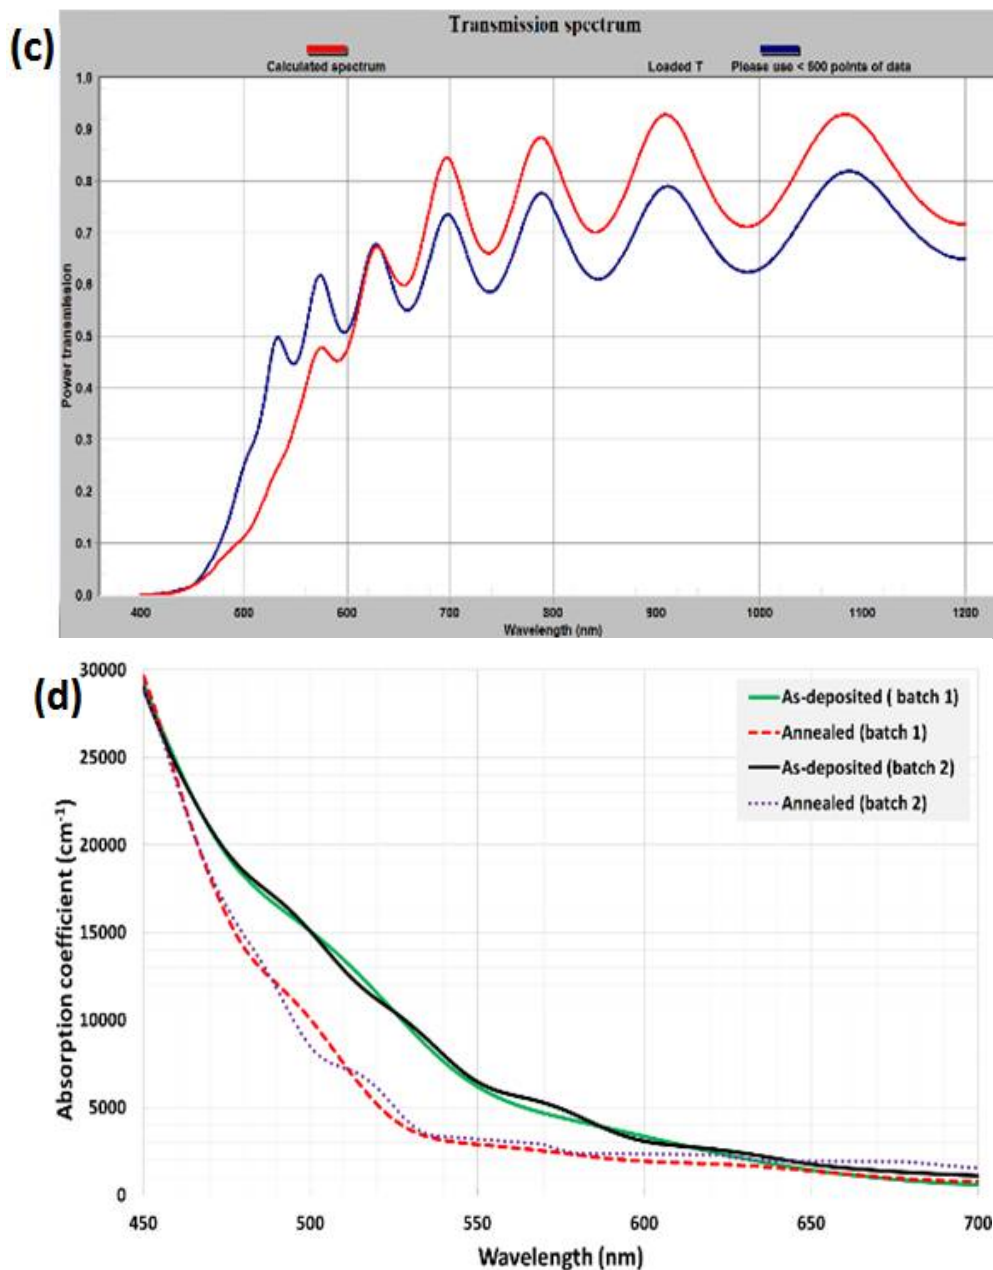 (c)
Transmission spectrum
Calculated spectrum
Loaded T
Please use < 500 points of data
1.0
0.9
0.8
0.7
0.6
0.5
0.4
0.3
0.2
0.1
0.0
Power transmission
400 500 600 700 800 900 1000 1100 1200
Wavelength (nm)
(d)
30000
25000
20000
15000
10000
5000
0
Absorption coefficient (cm⁻¹)
As-deposited ( batch 1)
Annealed (batch 1)
As-deposited (batch 2)
Annealed (batch 2)
450 500 550 600 650 700
Wavelength (nm)